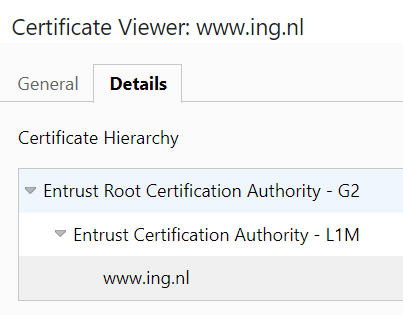 Certificate Viewer: www.ing.nl
General Details
Certificate Hierarchy
Entrust Root Certification Authority - G2
Entrust Certification Authority - L1M
www.ing.nl